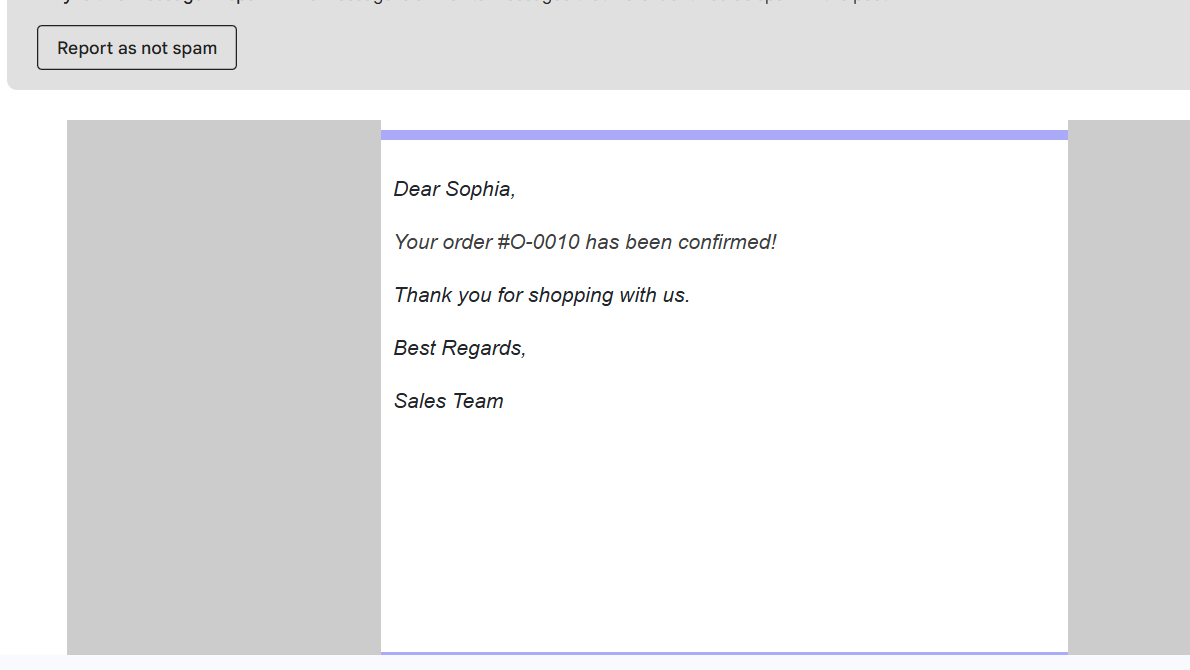 Report as not spam
Dear Sophia,
Your order #O-0010 has been confirmed!
Thank you for shopping with us.
Best Regards,
Sales Team